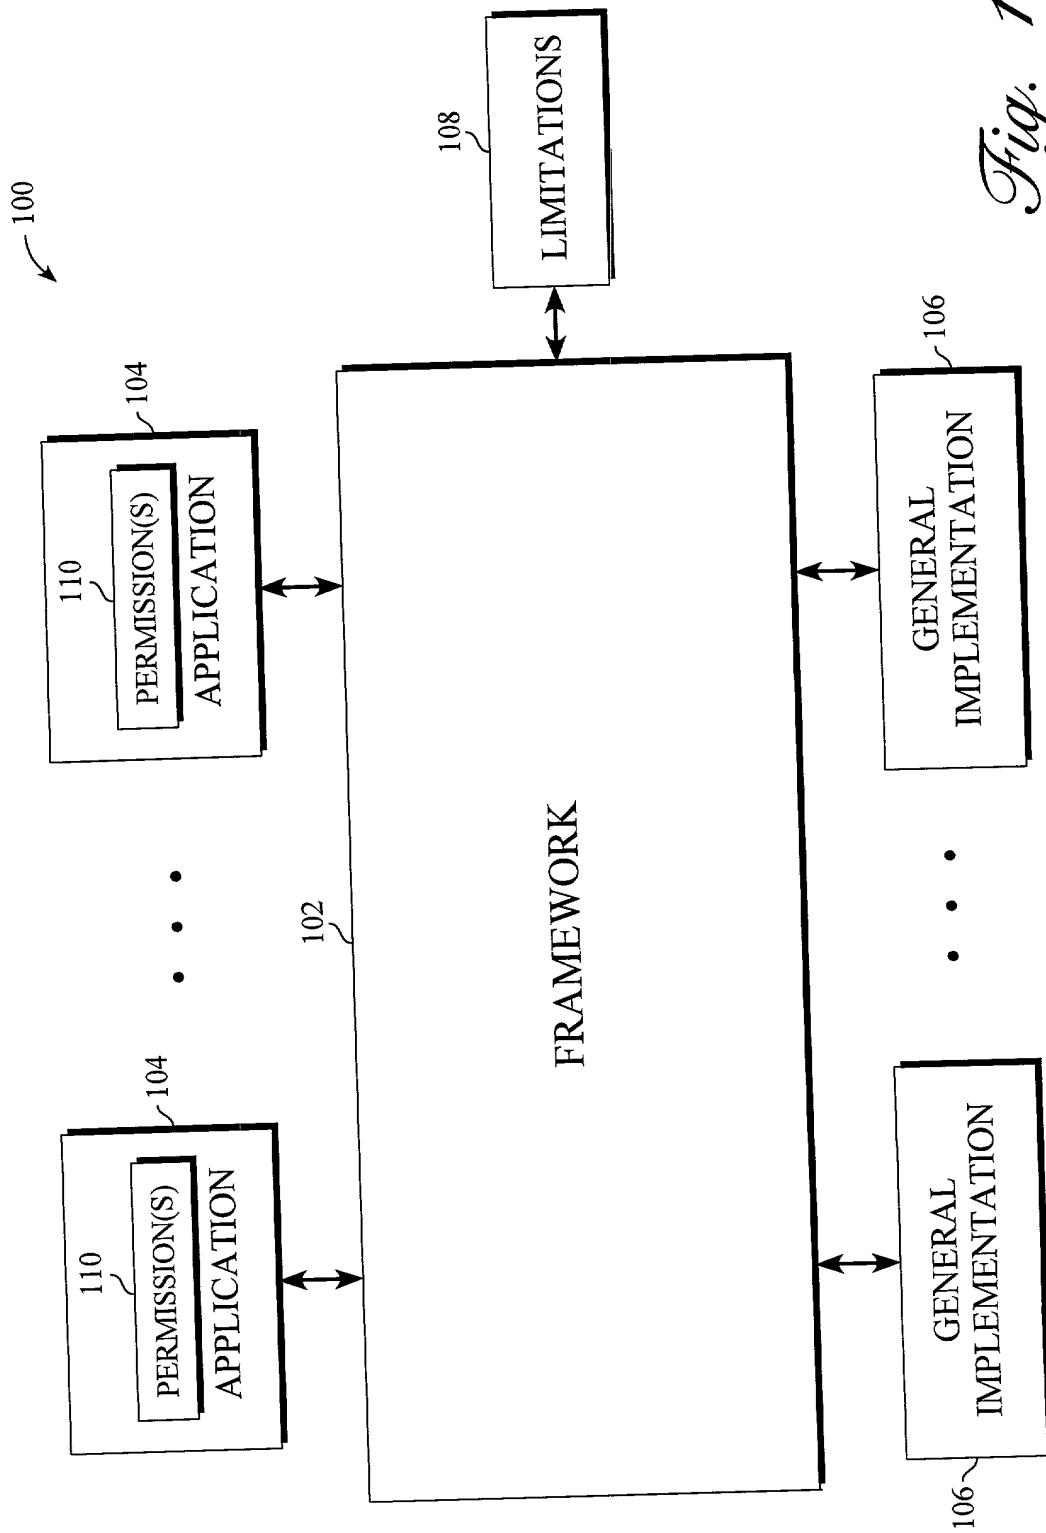 100
104
110
PERMISSION(S)
APPLICATION
104
110
PERMISSION(S)
APPLICATION
102
FRAMEWORK
108
LIMITATIONS
GENERAL
IMPLEMENTATION
106
GENERAL
IMPLEMENTATION
106
Fig. 1